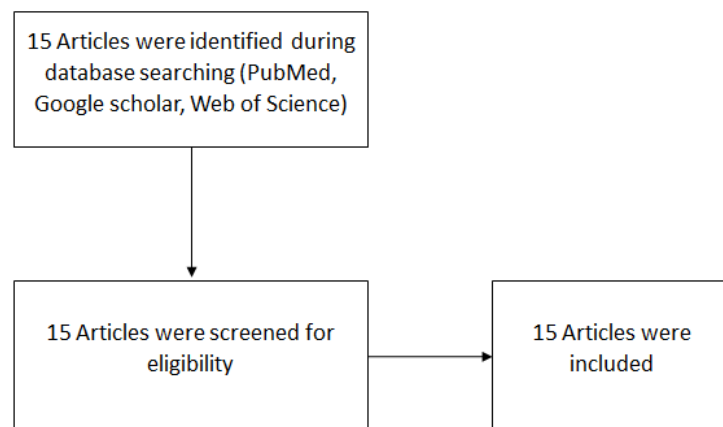 15 Articles were identified during
database searching (PubMed,
Google scholar, Web of Science)
15 Articles were screened for
eligibility
15 Articles were
included